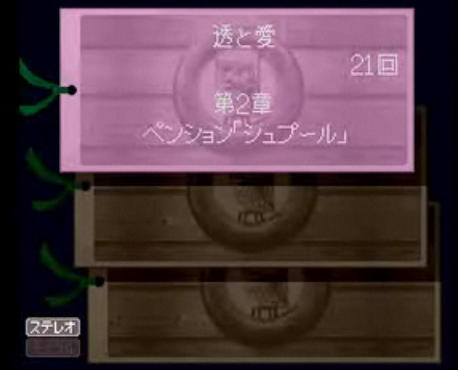 透と愛
21回
第2章
ペンション「シュプール」
ステレオ